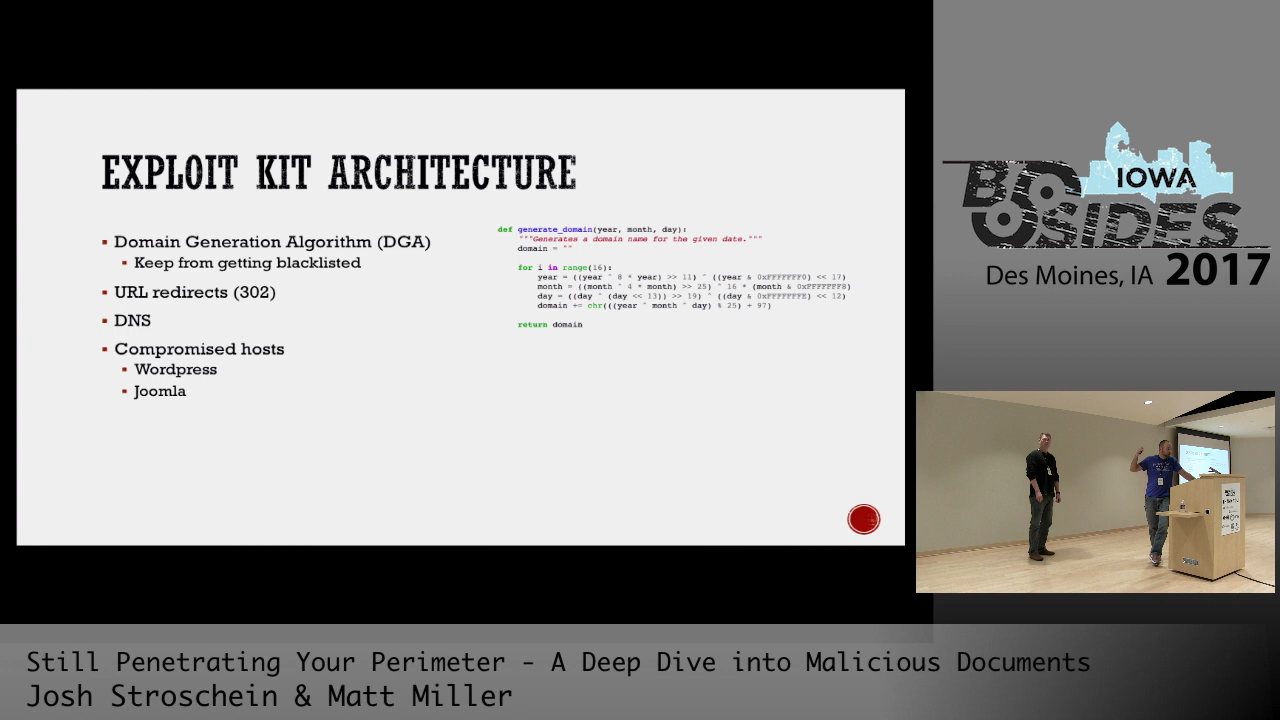 EXPLOIT KIT ARCHITECTURE
▪ Domain Generation Algorithm (DGA)
▪ Keep from getting blacklisted
▪ URL redirects (302)
▪ DNS
▪ Compromised hosts
▪ Wordpress
▪ Joomla
def generate_domain(year, month, day):
"""Generates a domain name for the given date."""
domain = ""
for i in range(16):
year = ((year ^ 8 * year) >> 11) ^ ((year & 0xFFFFFFF0) << 17)
month = ((month ^ 4 * month) >> 25) ^ 16 * (month & 0xFFFFFFF8)
day = ((day ^ (day << 13)) >> 19) ^ ((day & 0xFFFFFFFE) << 12)
domain += chr(((year ^ month ^ day) % 25) + 97)
return domain
BSIDES
IOWA
Des Moines, IA 2017
Still Penetrating Your Perimeter - A Deep Dive into Malicious Documents
Josh Stroschein & Matt Miller